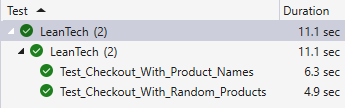 Test Duration
LeanTech (2) 11.1 sec
LeanTech (2) 11.1 sec
Test_Checkout_With_Product_Names 6.3 sec
Test_Checkout_With_Random_Products 4.9 sec